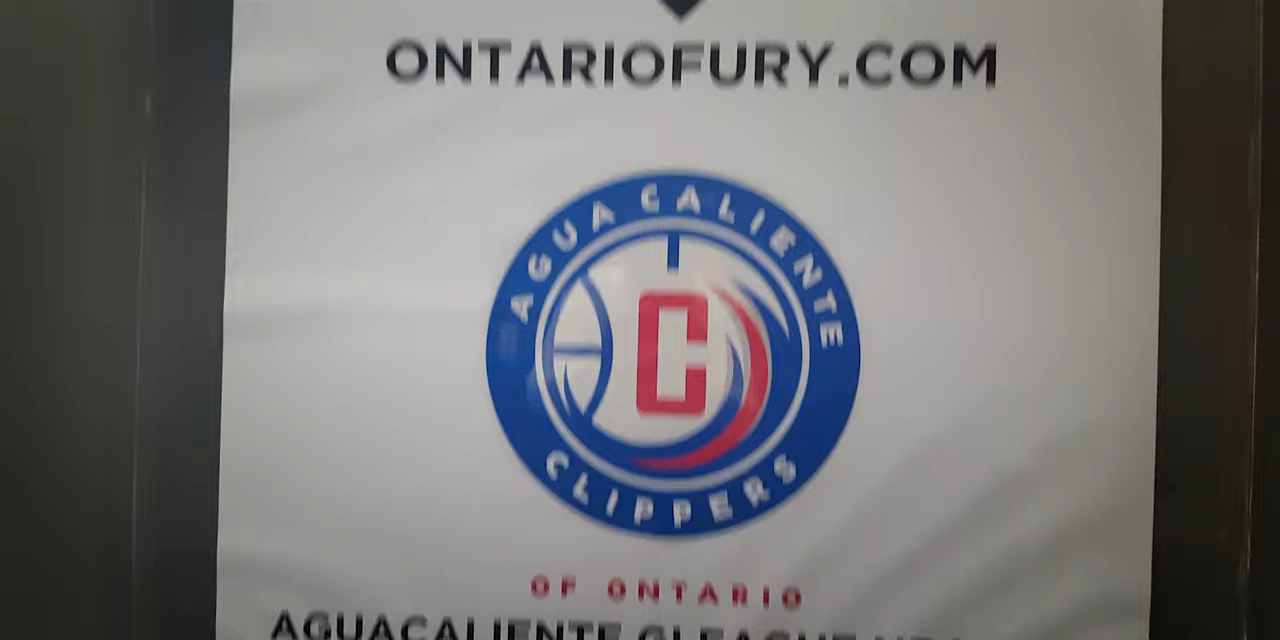 ONTARIOFURY.COM
AGUA CALIENTE
C
CLIPPERS
OF ONTARIO